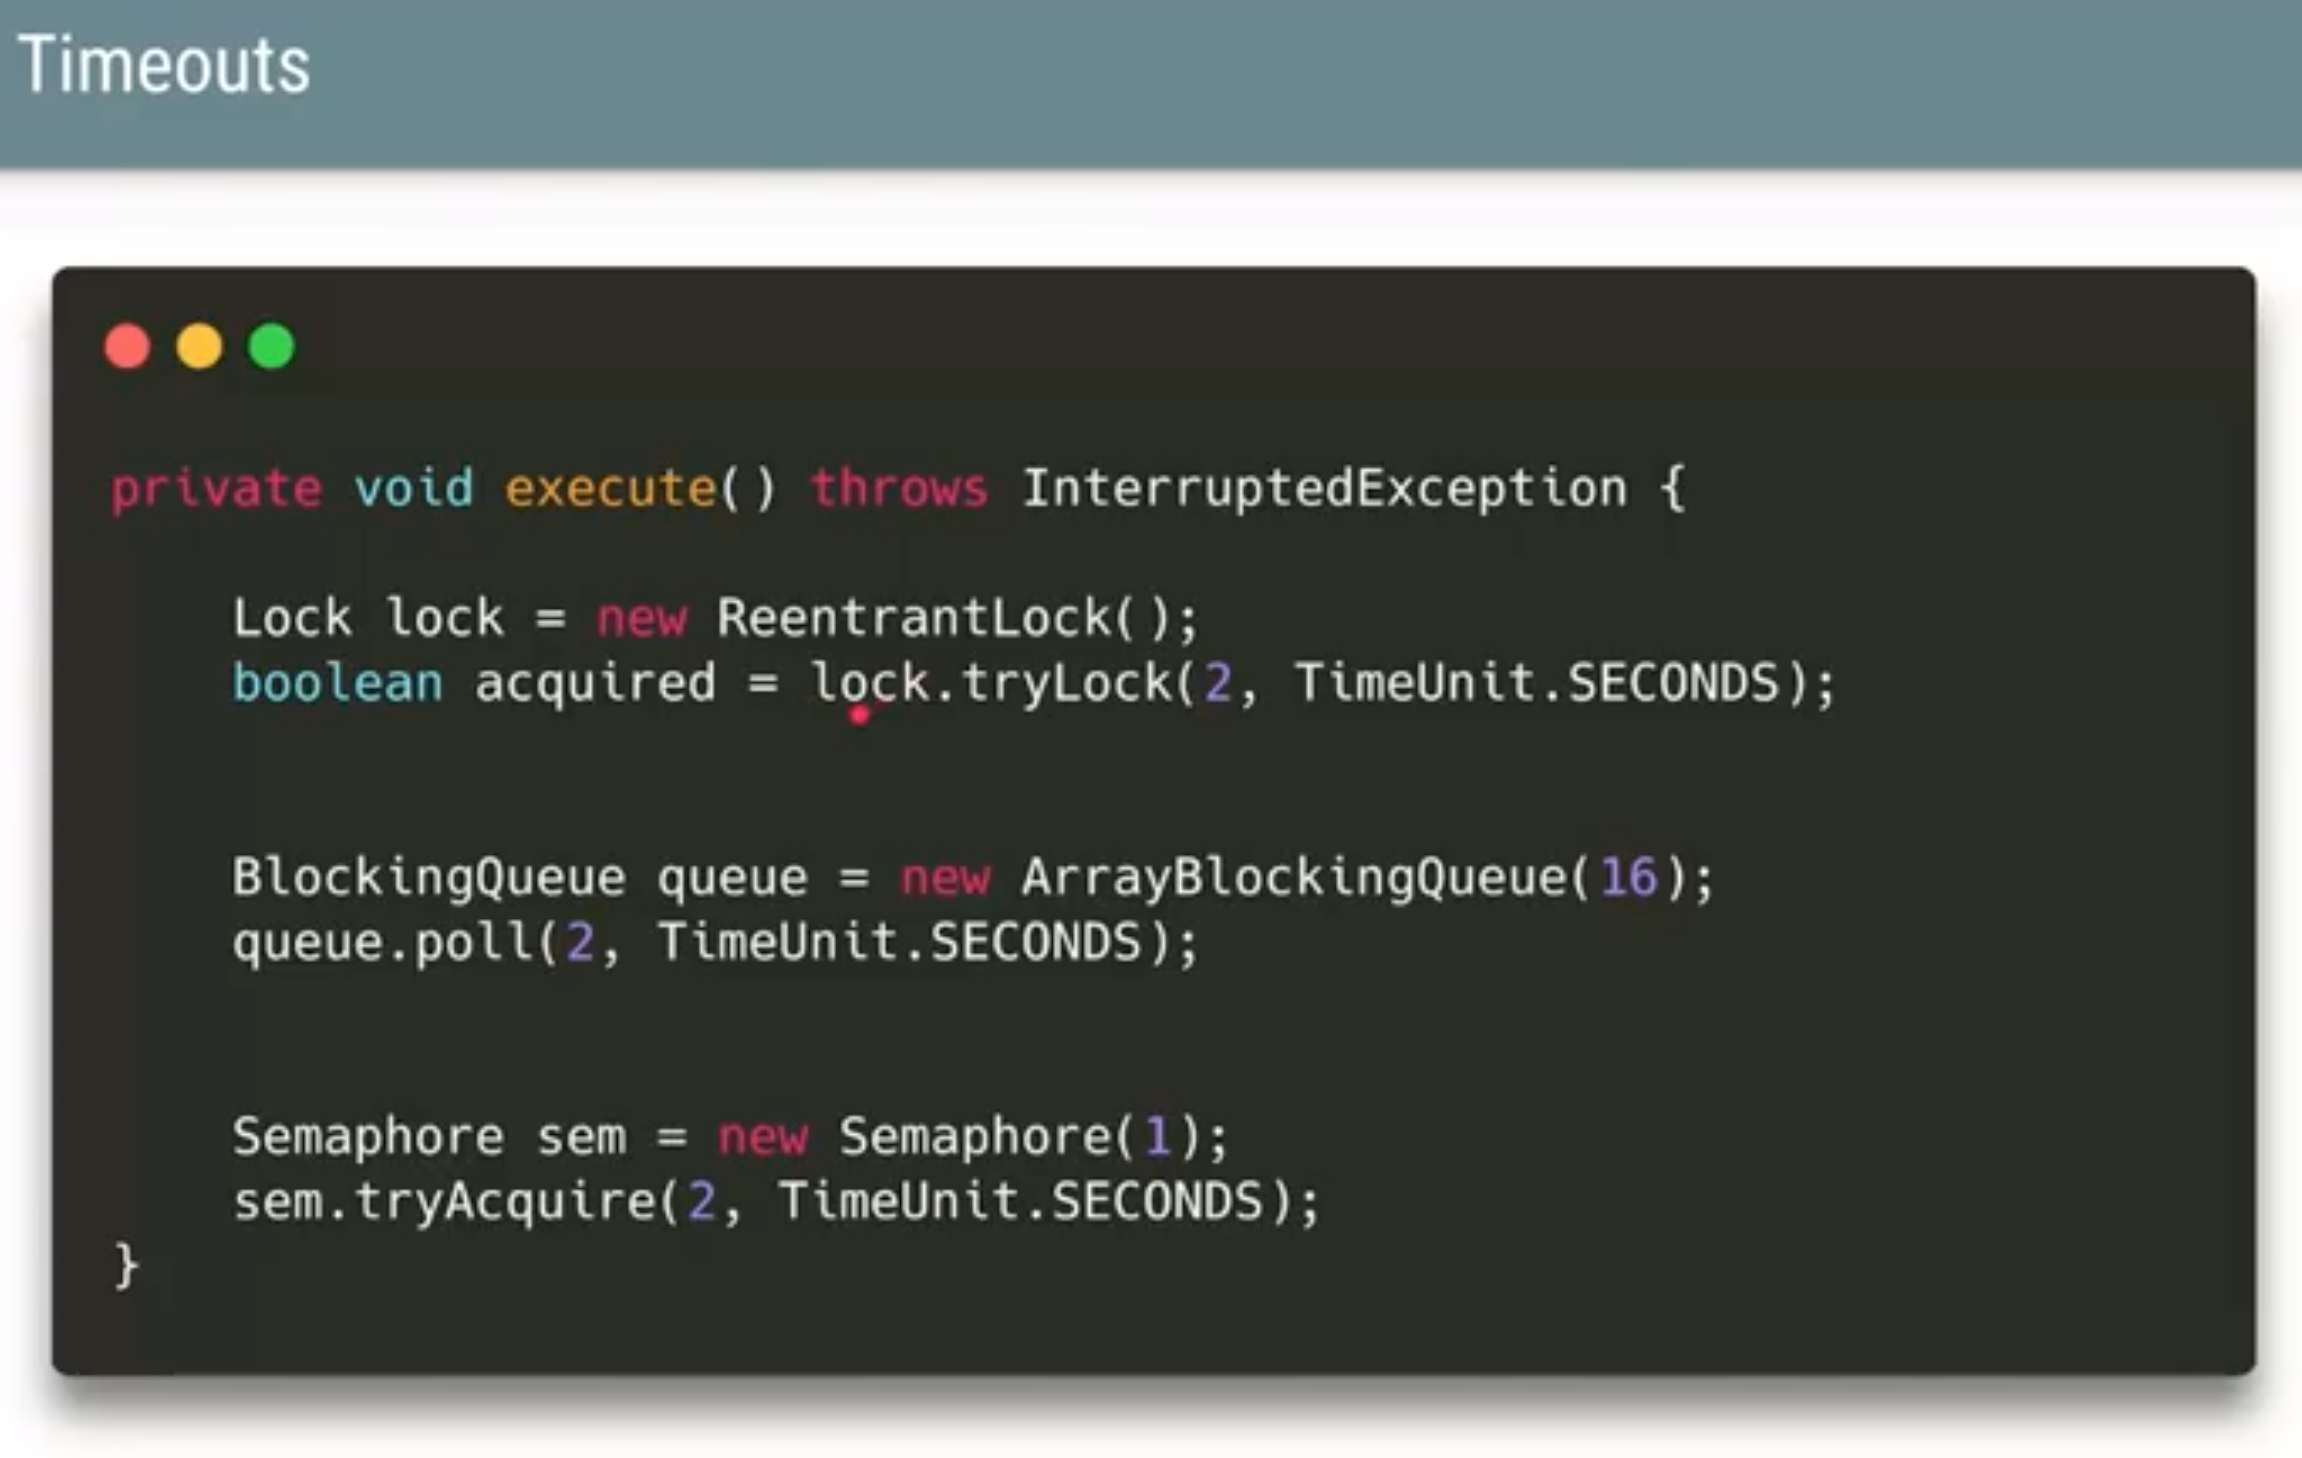 Timeouts
private void execute() throws InterruptedException {
Lock lock = new ReentrantLock();
boolean acquired = lock.tryLock(2, TimeUnit.SECONDS);
BlockingQueue queue = new ArrayBlockingQueue(16);
queue.poll(2, TimeUnit.SECONDS);
Semaphore sem = new Semaphore(1);
sem.tryAcquire(2, TimeUnit.SECONDS);
}